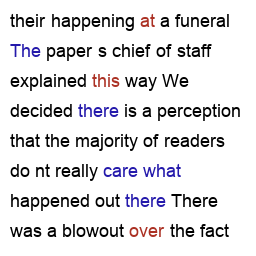 their happening at a funeral
The paper s chief of staff
explained this way We
decided there is a perception
that the majority of readers
do nt really care what
happened out there There
was a blowout over the fact